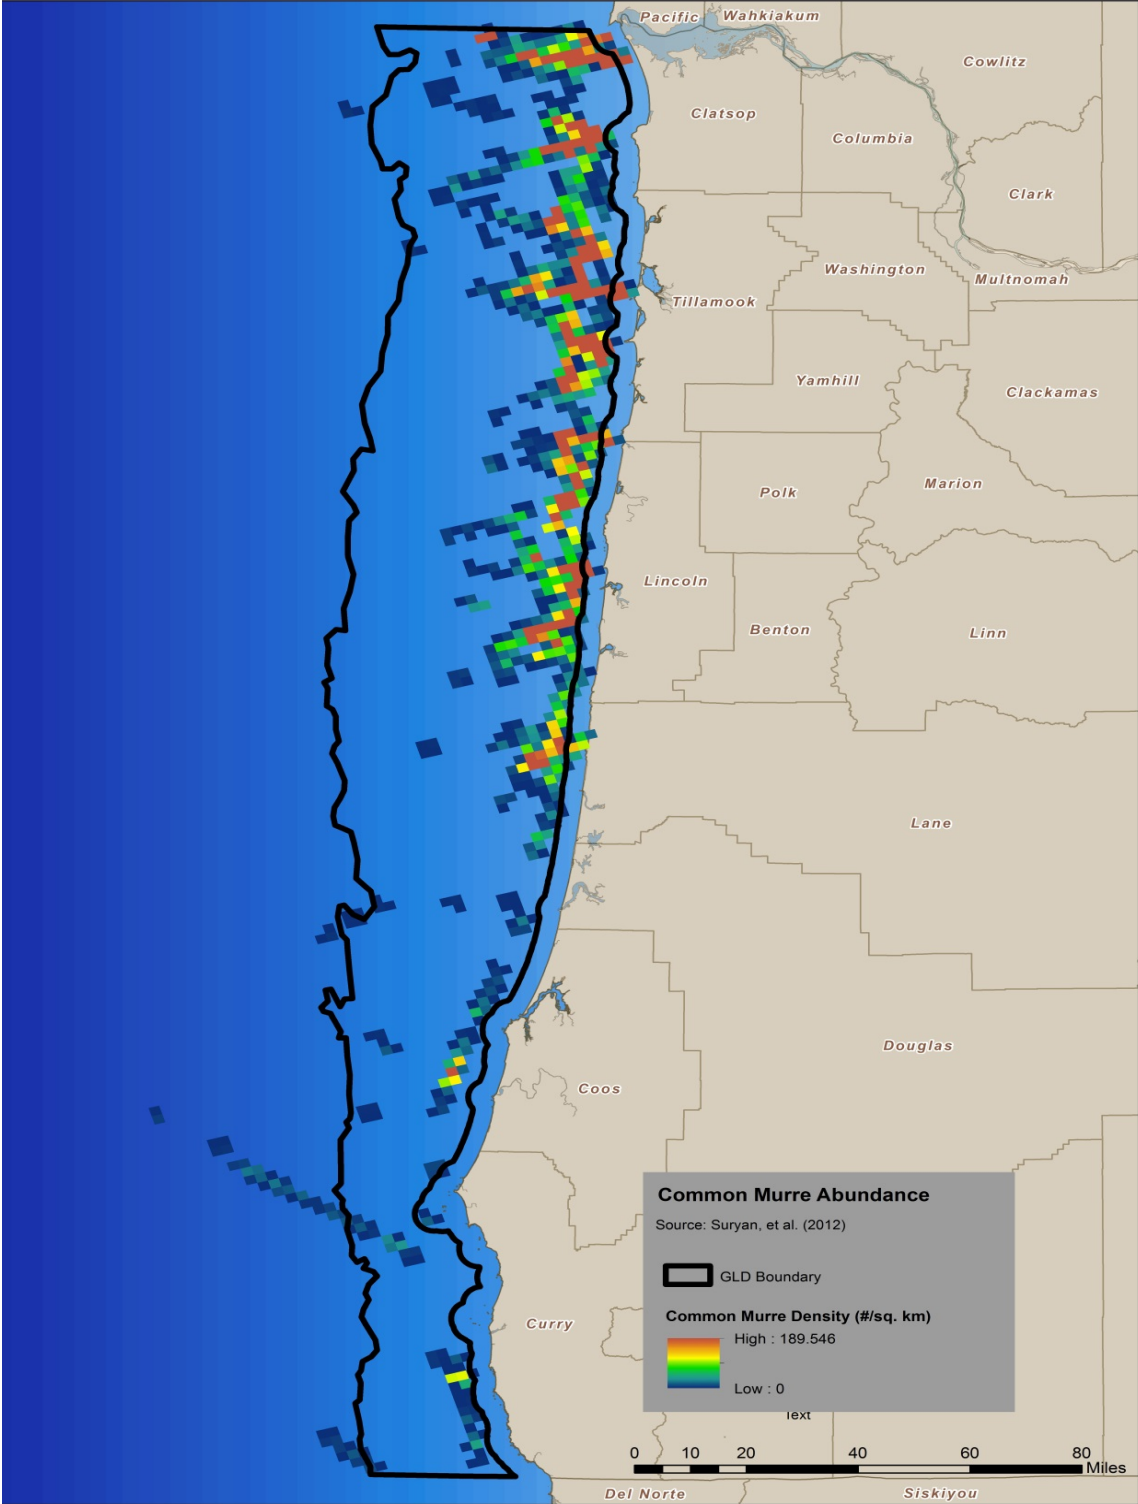 Pacific
Wahkiakum
Cowlitz
Clatsop
Columbia
Clark
Washington
Multnomah
Tillamook
Yamhill
Clackamas
Polk
Marion
Lincoln
Benton
Linn
Lane
Douglas
Coos
Curry
Common Murre Abundance
Source: Suryan, et al. (2012)
GLD Boundary
Common Murre Density (#/sq. km)
High : 189.546
Low : 0
Text
0 10 20 40 60 80
Miles
Del Norte
Siskiyou